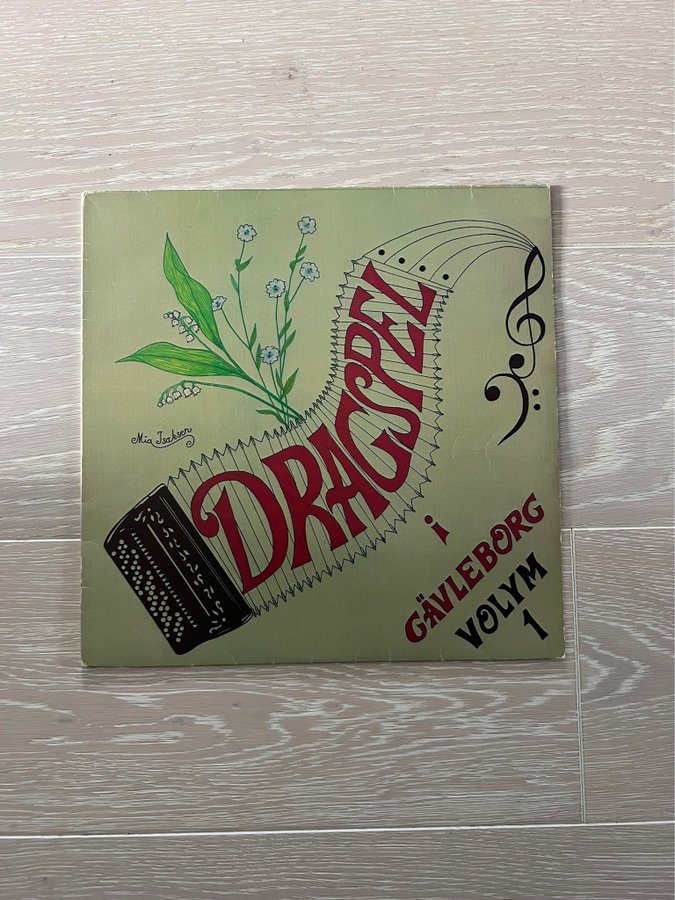 Mia Isaksen
DRAGSPEL
i
GÄVLEBORG
VOLYM
1